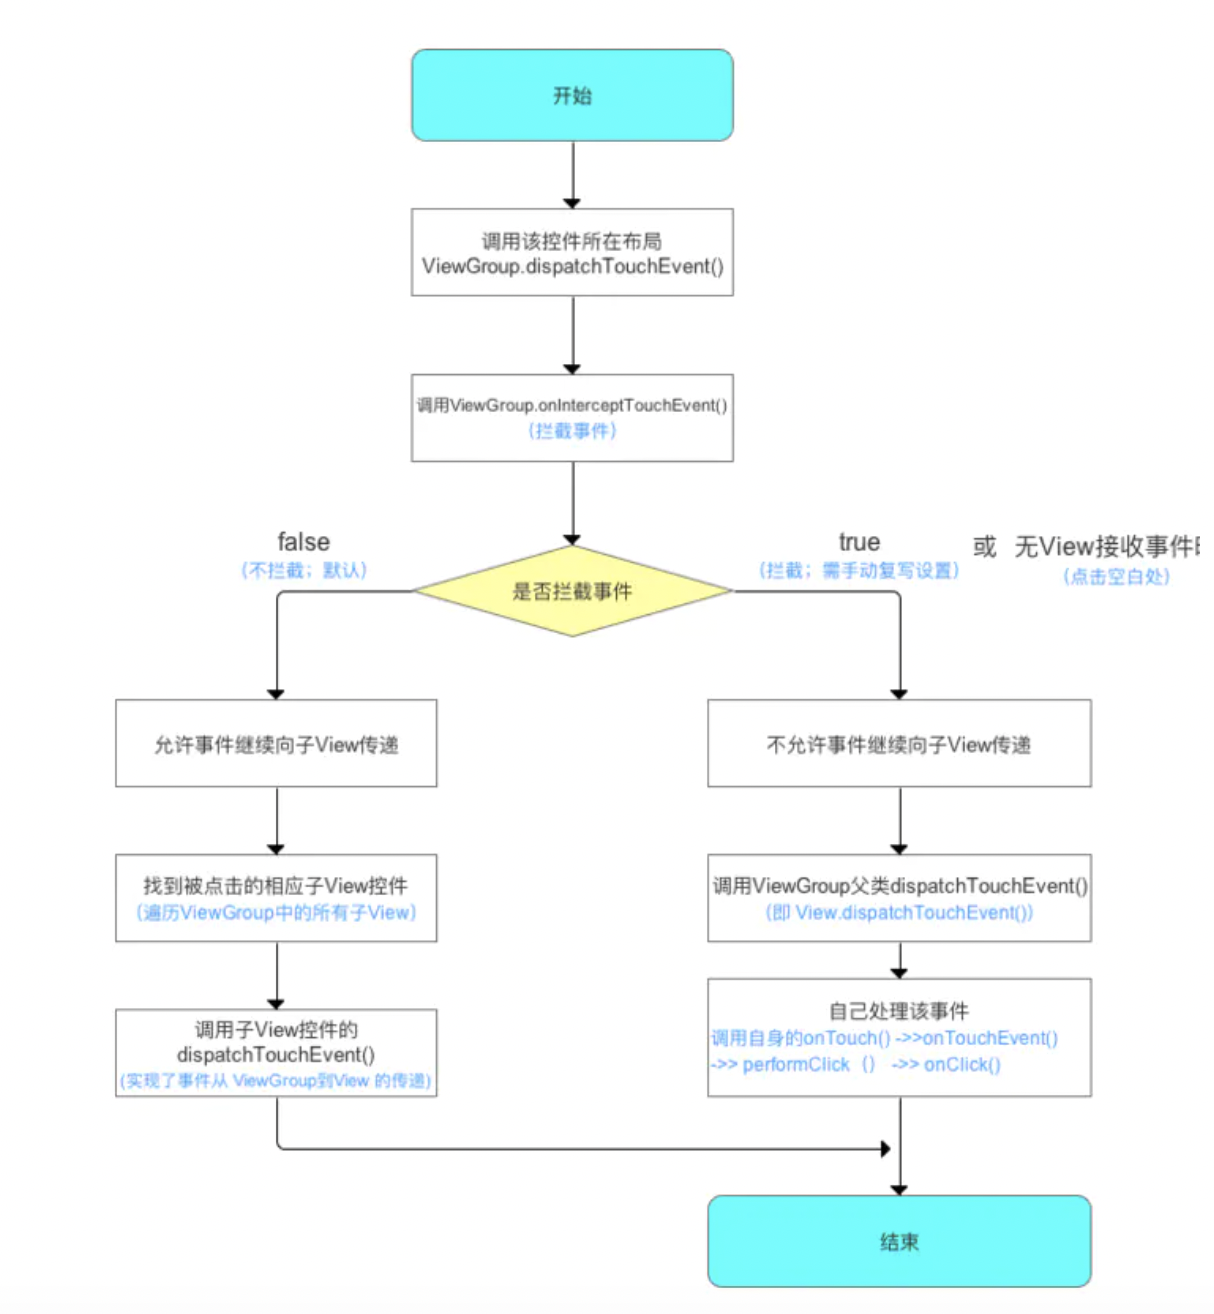 开始
调用该控件所在布局
ViewGroup.dispatchTouchEvent()
调用ViewGroup.onInterceptTouchEvent()
（拦截事件）
false
（不拦截；默认）
true
（拦截；需手动复写设置）
或 无View接收事件
（点击空白处）
是否拦截事件
允许事件继续向子View传递
不允许事件继续向子View传递
找到被点击的相应子View控件
（遍历ViewGroup中的所有子View）
调用ViewGroup父类dispatchTouchEvent()
（即 View.dispatchTouchEvent()）
调用子View控件的
dispatchTouchEvent()
(实现了事件从 ViewGroup到View 的传递)
自己处理该事件
调用自身的onTouch() ->>onTouchEvent()
->> performClick（） ->> onClick()
结束